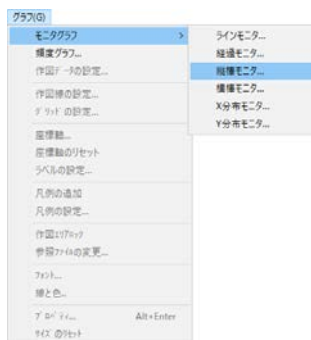 グラフ(G)
モニタグラフ >
頻度グラフ...
作図データの設定...
作図線の設定...
グリッドの設定...
座標軸...
座標軸のリセット
ラベルの設定...
凡例の追加
凡例の設定...
作図エリアロック
参照ファイルの変更...
フォント...
線と色...
プロパティ... Alt+Enter
サイズのリセット
ラインモニタ...
経過モニタ...
縦棒モニタ...
横棒モニタ...
X分布モニタ...
Y分布モニタ...